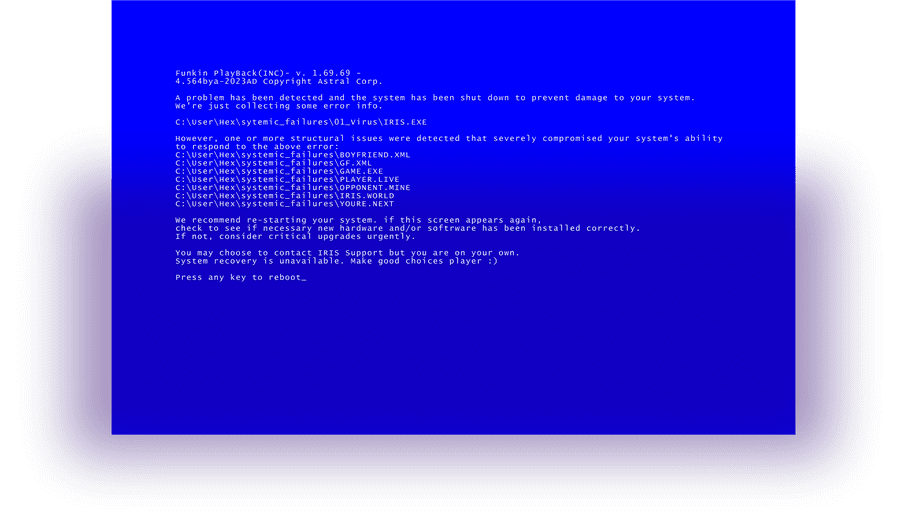 Funkin PlayBack(INC)- v. 1.69.69 -
4.564bya-2023AD Copyright Astral Corp.
A problem has been detected and the system has been shut down to prevent damage to your system.
We're just collecting some error info.
C:\User\Hex\sytemic_failures\01_Virus\IRIS.EXE
However, one or more structural issues were detected that severely compromised your system's ability
to respond to the above error:
C:\User\Hex\systemic_failures\BOYFRIEND.XML
C:\User\Hex\systemic_failures\GF.XML
C:\User\Hex\systemic_failures\GAME.EXE
C:\User\Hex\systemic_failures\PLAYER.LIVE
C:\User\Hex\systemic_failures\OPPONENT.MINE
C:\User\Hex\systemic_failures\IRIS.WORLD
C:\User\Hex\systemic_failures\YOURE.NEXT
We recommend re-starting your system. if this screen appears again,
check to see if necessary new hardware and/or softrware has been installed correctly.
If not, consider critical upgrades urgently.
You may choose to contact IRIS Support but you are on your own.
System recovery is unavailable. Make good choices player :)
Press any key to reboot_